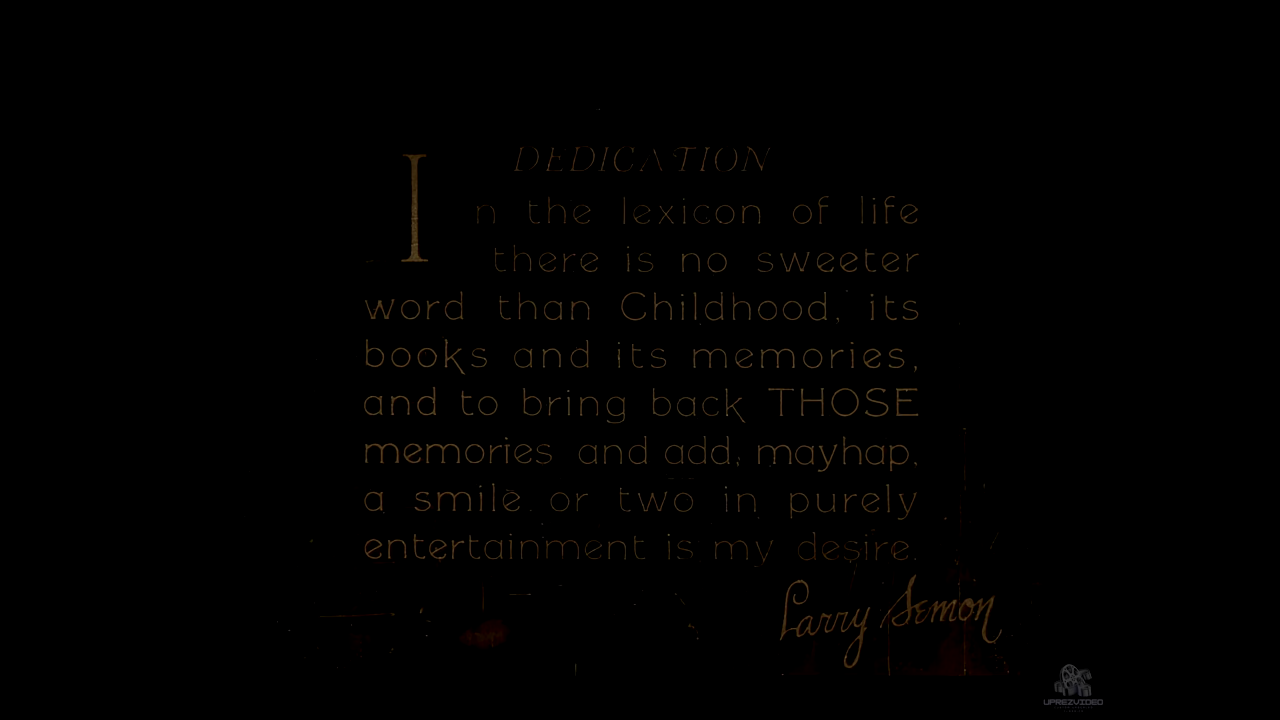 DEDICATION
In the lexicon of life
there is no sweeter
word than Childhood, its
books and its memories,
and to bring back THOSE
memories and add, mayhap,
a smile or two in purely
entertainment is my desire.
Larry Semon
UPREZVIDEO